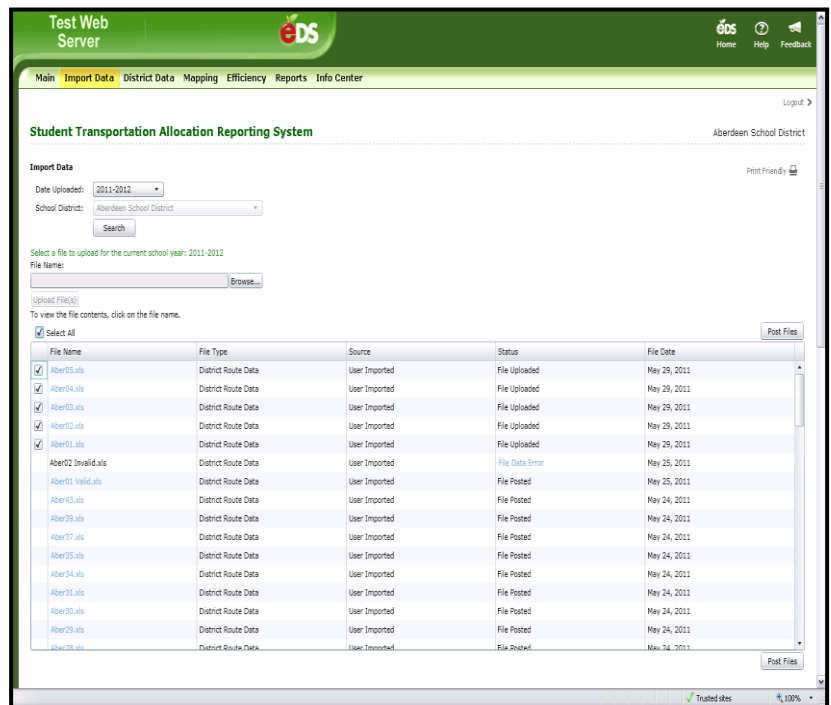 Test Web
Server
eDS
eDS
Home Help Feedback
Main Import Data District Data Mapping Efficiency Reports Info Center
Logout
Student Transportation Allocation Reporting System
Aberdeen School District
Import Data
Print Friendly
Date Uploaded: 2011-2012
School District: Aberdeen School District
Search
Select a file to upload for the current school year: 2011-2012
File Name:
Browse...
Upload File(s)
To view the file contents, click on the file name.
Select All
Post Files
File Name File Type Source Status File Date
Aber05.xls District Route Data User Imported File Uploaded May 29, 2011
Aber04.xls District Route Data User Imported File Uploaded May 29, 2011
Aber03.xls District Route Data User Imported File Uploaded May 29, 2011
Aber02.xls District Route Data User Imported File Uploaded May 29, 2011
Aber01.xls District Route Data User Imported File Uploaded May 29, 2011
Aber02 Invalid.xls District Route Data User Imported File Data Error May 25, 2011
Aber01 Valid.xls District Route Data User Imported File Posted May 25, 2011
Aber43.xls District Route Data User Imported File Posted May 24, 2011
Aber39.xls District Route Data User Imported File Posted May 24, 2011
Aber37.xls District Route Data User Imported File Posted May 24, 2011
Aber35.xls District Route Data User Imported File Posted May 24, 2011
Aber34.xls District Route Data User Imported File Posted May 24, 2011
Aber31.xls District Route Data User Imported File Posted May 24, 2011
Aber30.xls District Route Data User Imported File Posted May 24, 2011
Aber29.xls District Route Data User Imported File Posted May 24, 2011
Aber28.xls District Route Data User Imported File Posted May 24, 2011
Post Files
Trusted sites 100%